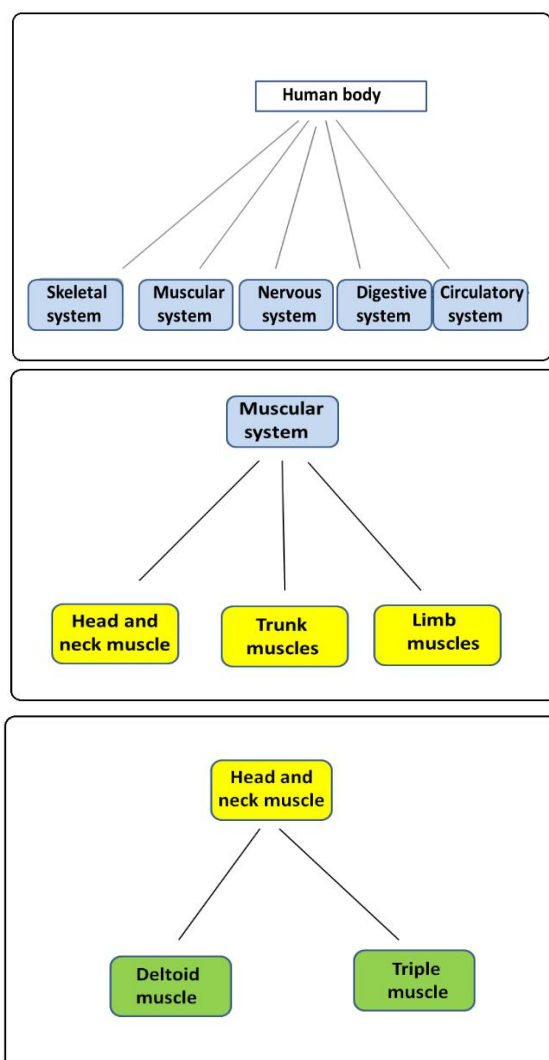 Human body
Skeletal
system
Muscular
system
Nervous
system
Digestive
system
Circulatory
system
Muscular
system
Head and
neck muscle
Trunk
muscles
Limb
muscles
Head and
neck muscle
Deltoid
muscle
Triple
muscle